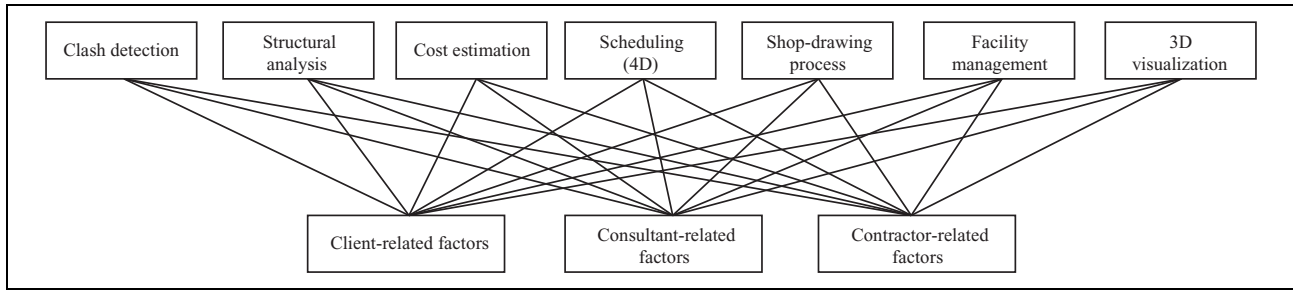 Clash detection
Structural
analysis
Cost estimation
Scheduling
(4D)
Shop-drawing
process
Facility
management
3D
visualization
Client-related factors
Consultant-related
factors
Contractor-related
factors